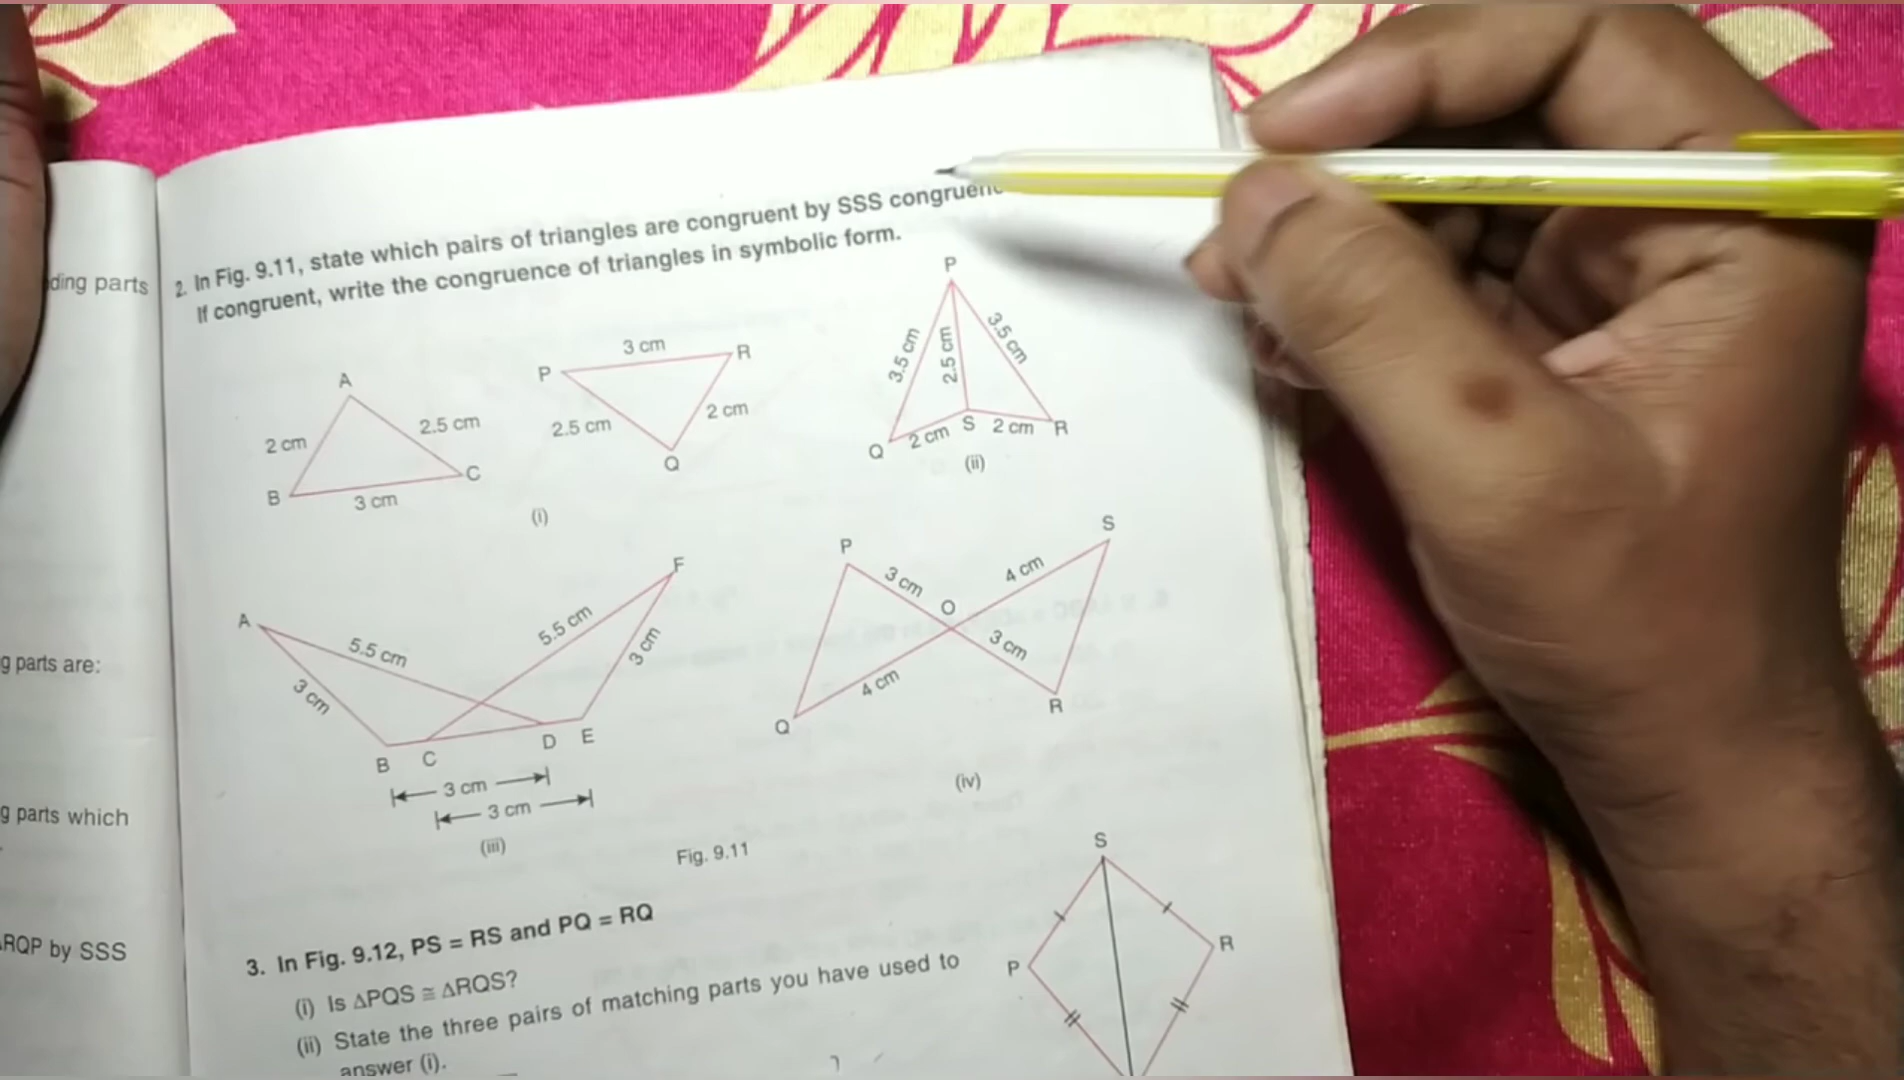 ding parts
g parts are:
g parts which
RQP by SSS
2. In Fig. 9.11, state which pairs of triangles are congruent by SSS
If congruent, write the congruence of triangles in symbolic form.
A
2 cm
2.5 cm
B
3 cm
C
P
3 cm
R
2.5 cm
2 cm
Q
(i)
P
3.5 cm
2.5 cm
3.5 cm
Q
2 cm
S
2 cm
R
(ii)
A
5.5 cm
3 cm
5.5 cm
F
3 cm
B
C
D
E
3 cm
3 cm
(iii)
P
3 cm
O
4 cm
S
4 cm
3 cm
Q
R
(iv)
Fig. 9.11
3. In Fig. 9.12, PS = RS and PQ = RQ
(i) Is ΔPQS ≅ ΔRQS?
(ii) State the three pairs of matching parts you have used to
answer (i).
S
P
R